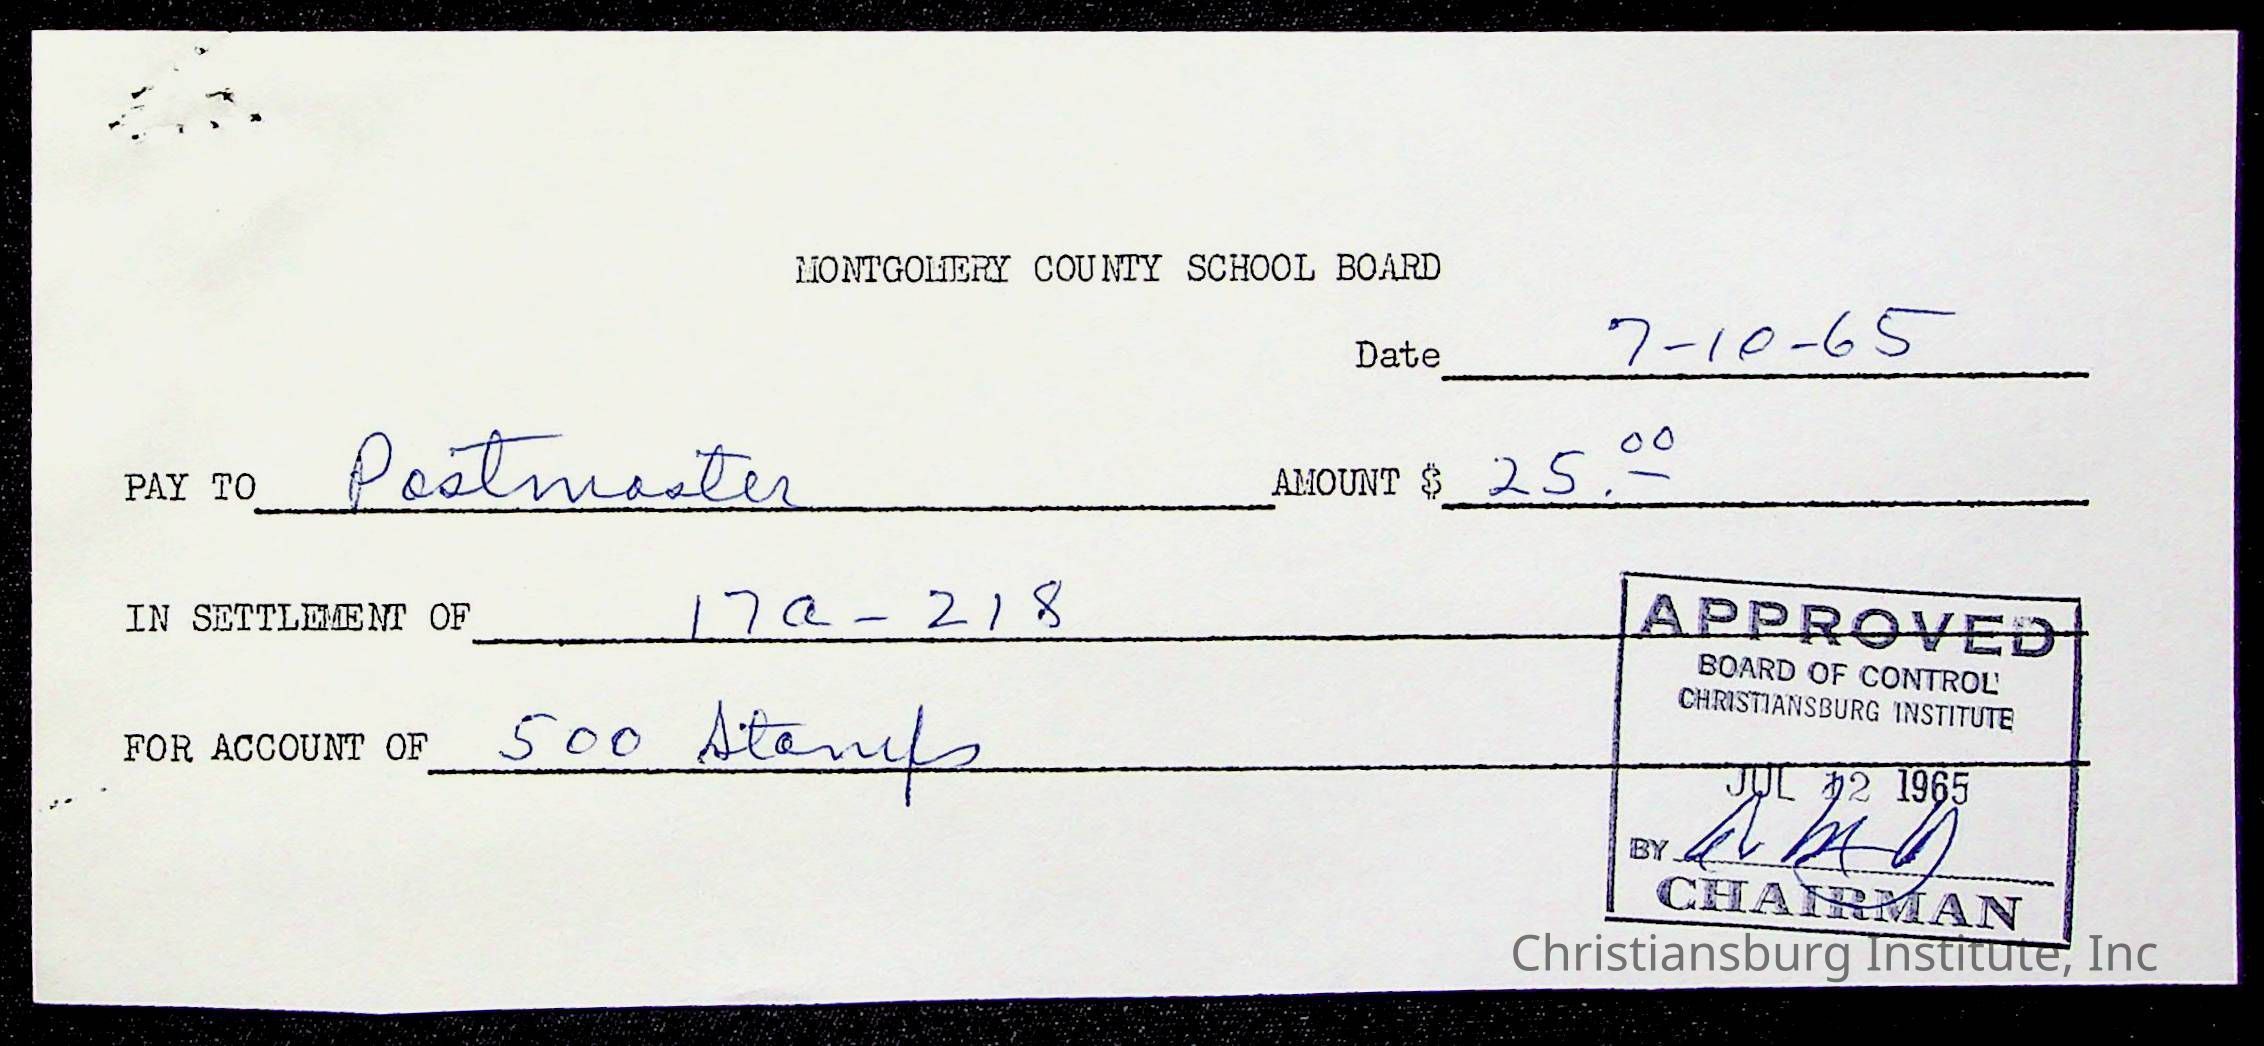 MONTGOMERY COUNTY SCHOOL BOARD
Date 7-10-65
PAY TO Postmaster AMOUNT $ 25.00
IN SETTLEMENT OF 17a-218
FOR ACCOUNT OF 500 Stamps
APPROVED
BOARD OF CONTROL
CHRISTIANSBURG INSTITUTE
JUL 12 1965
BY
CHAIRMAN
Christiansburg Institute, Inc